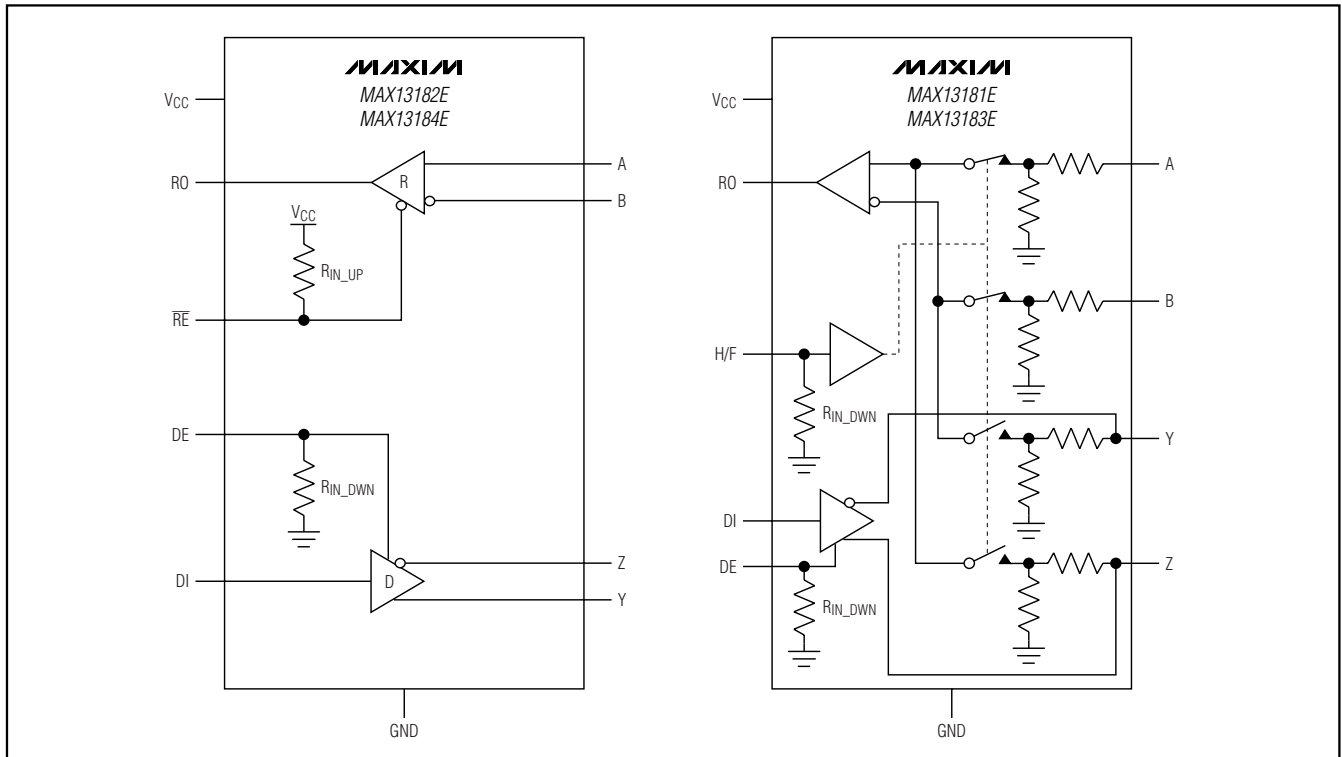 MAXIM
MAX13182E
MAX13184E
VCC
RO
R
A
B
VCC
RIN_UP
RE
DE
RIN_DWN
DI
D
Z
Y
GND
MAXIM
MAX13181E
MAX13183E
VCC
RO
A
B
H/F
RIN_DWN
Y
DI
DE
RIN_DWN
Z
GND